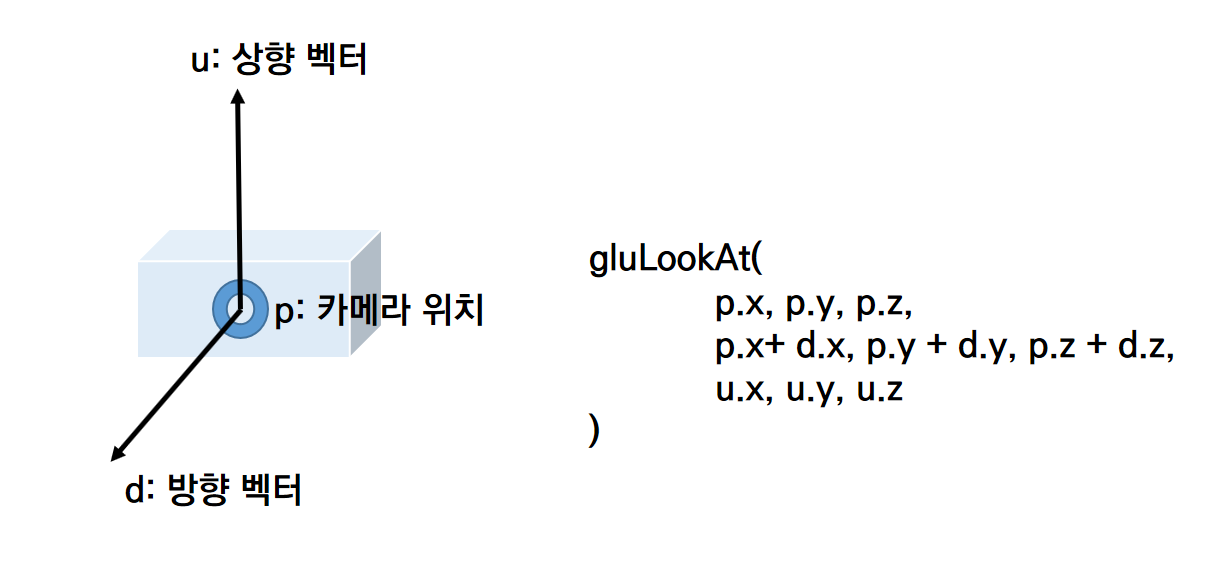 u: 상향 벡터
p: 카메라 위치
d: 방향 벡터
gluLookAt(
p.x, p.y, p.z,
p.x+ d.x, p.y + d.y, p.z + d.z,
u.x, u.y, u.z
)